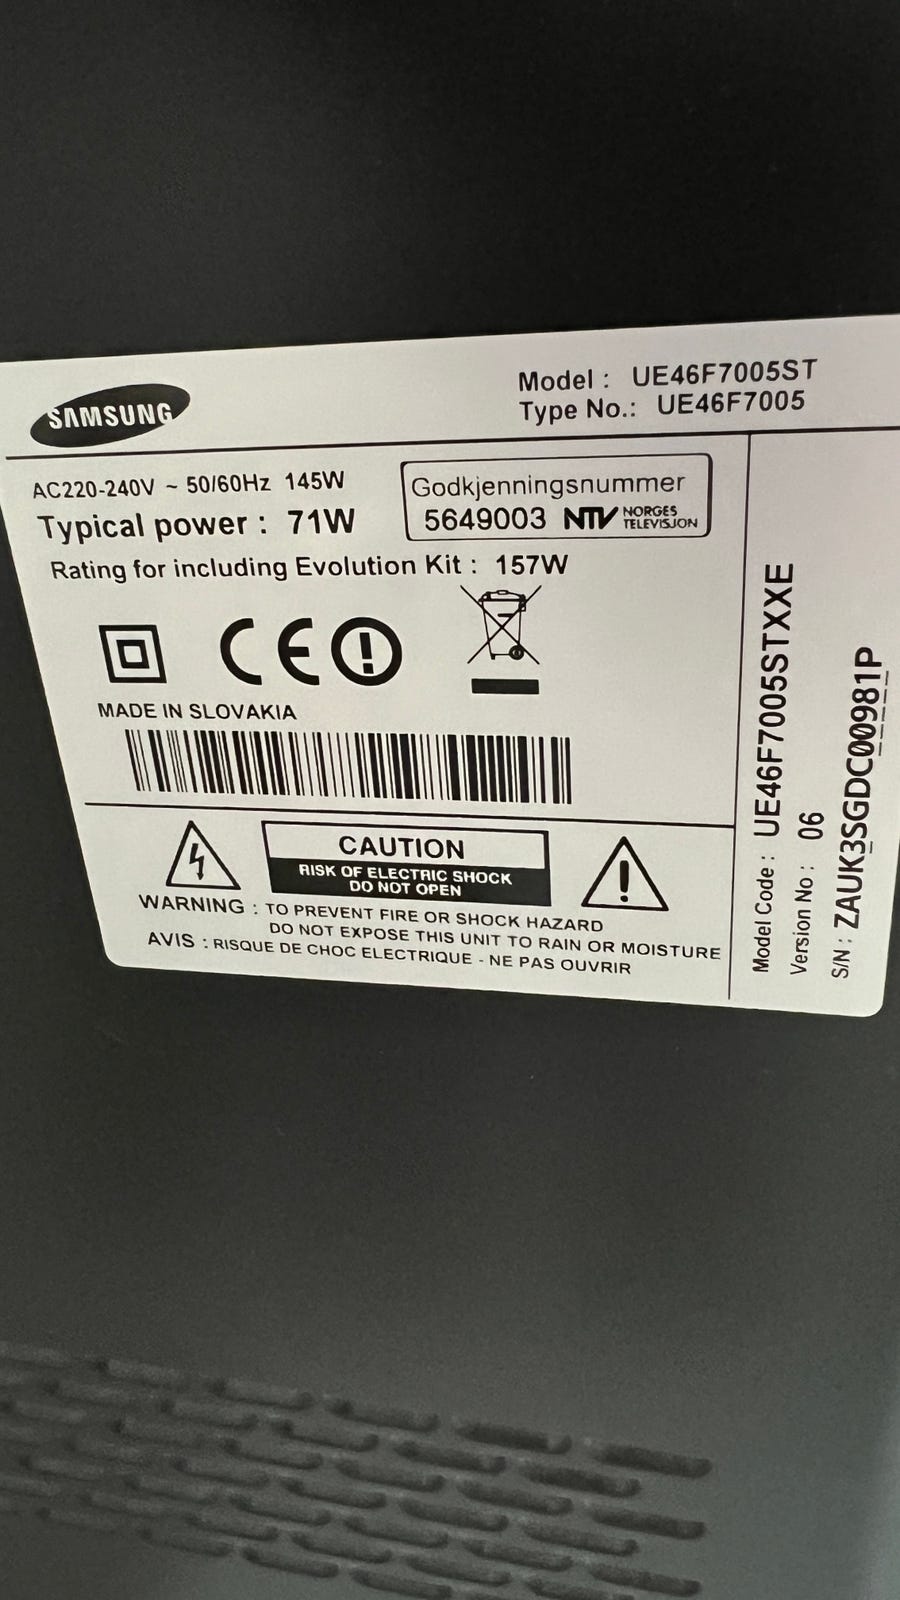 SAMSUNG
Model : UE46F7005ST
Type No.: UE46F7005
AC220-240V ~ 50/60Hz 145W
Typical power : 71W
Godkjenningsnummer
5649003 NTV NORGES TELEVISJON
Rating for including Evolution Kit : 157W
CE
MADE IN SLOVAKIA
CAUTION
RISK OF ELECTRIC SHOCK
DO NOT OPEN
WARNING : TO PREVENT FIRE OR SHOCK HAZARD
DO NOT EXPOSE THIS UNIT TO RAIN OR MOISTURE
AVIS : RISQUE DE CHOC ELECTRIQUE - NE PAS OUVRIR
Model Code : UE46F7005STXXE
Version No : 06
S/N : ZAUK3SGDC00981P